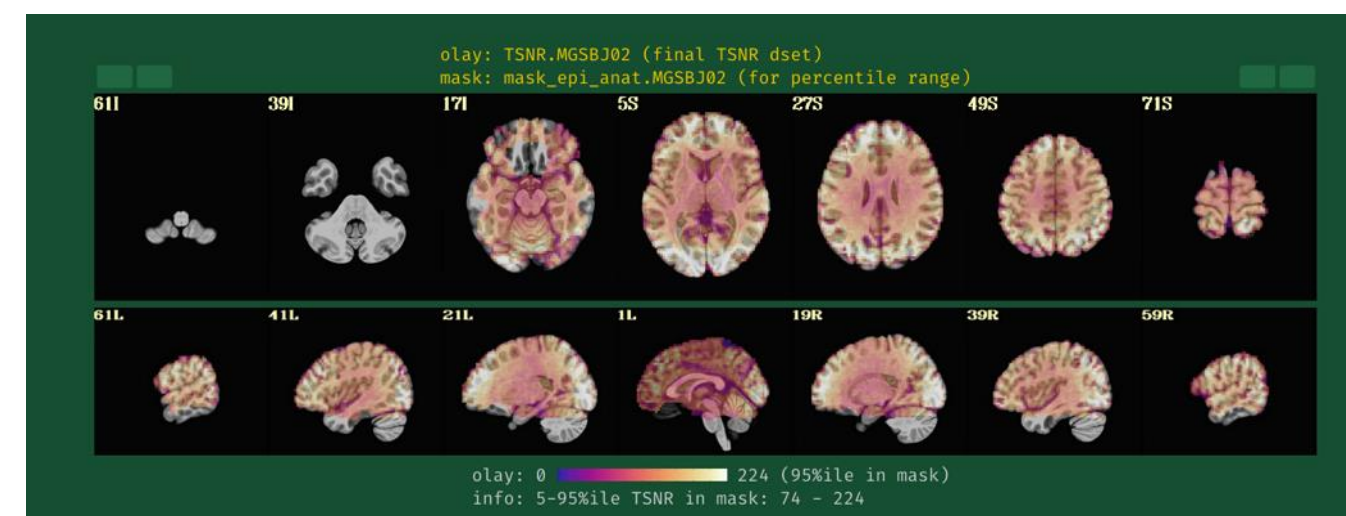 olay: TSNR.MGSBJ02 (final TSNR dset)
mask: mask_epi_anat.MGSBJ02 (for percentile range)
61I 39I 17I 5S 27S 49S 71S
61L 41L 21L 1L 19R 39R 59R
olay: 0 224 (95%ile in mask)
info: 5-95%ile TSNR in mask: 74 - 224